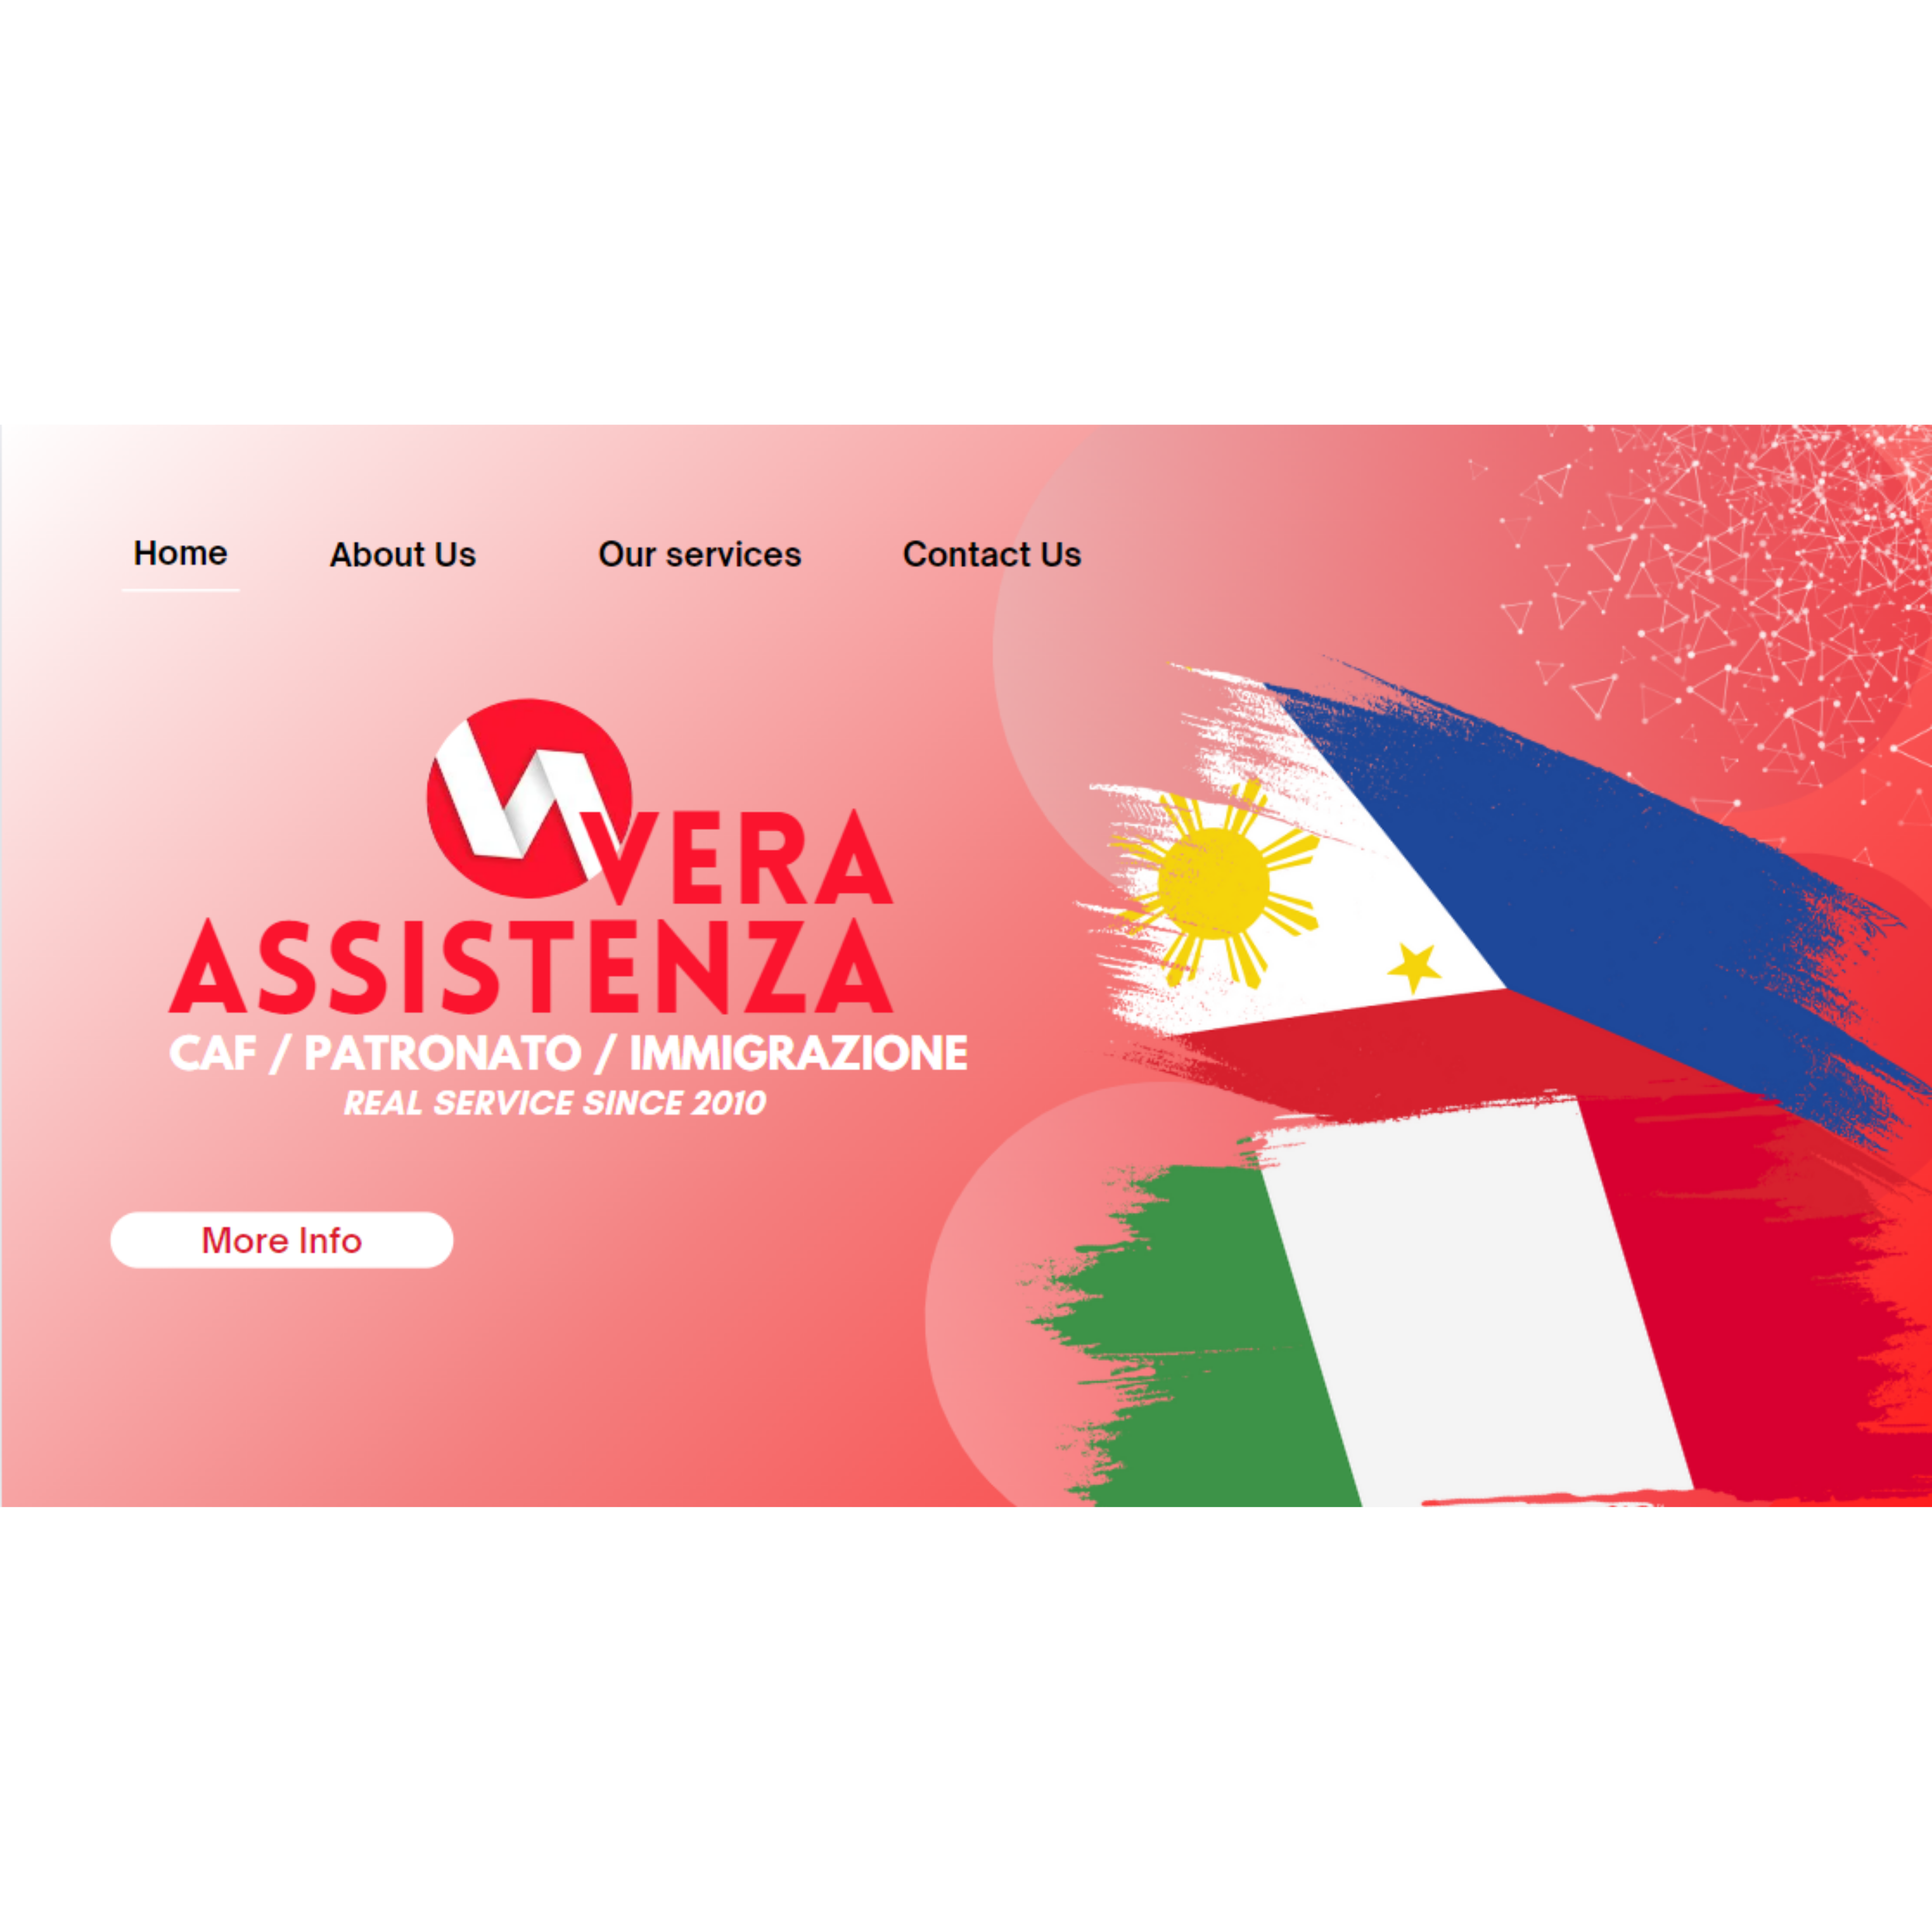 Home
About Us
Our services
Contact Us
VERA
ASSISTENZA
CAF / PATRONATO / IMMIGRAZIONE
REAL SERVICE SINCE 2010
More Info